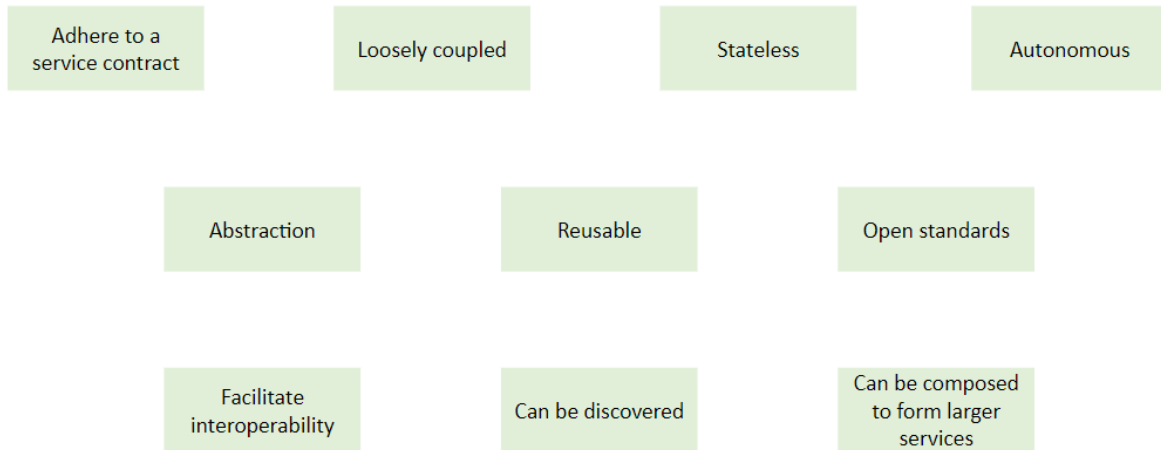 Adhere to a
service contract
Loosely coupled
Stateless
Autonomous
Abstraction
Reusable
Open standards
Facilitate
interoperability
Can be discovered
Can be composed
to form larger
services